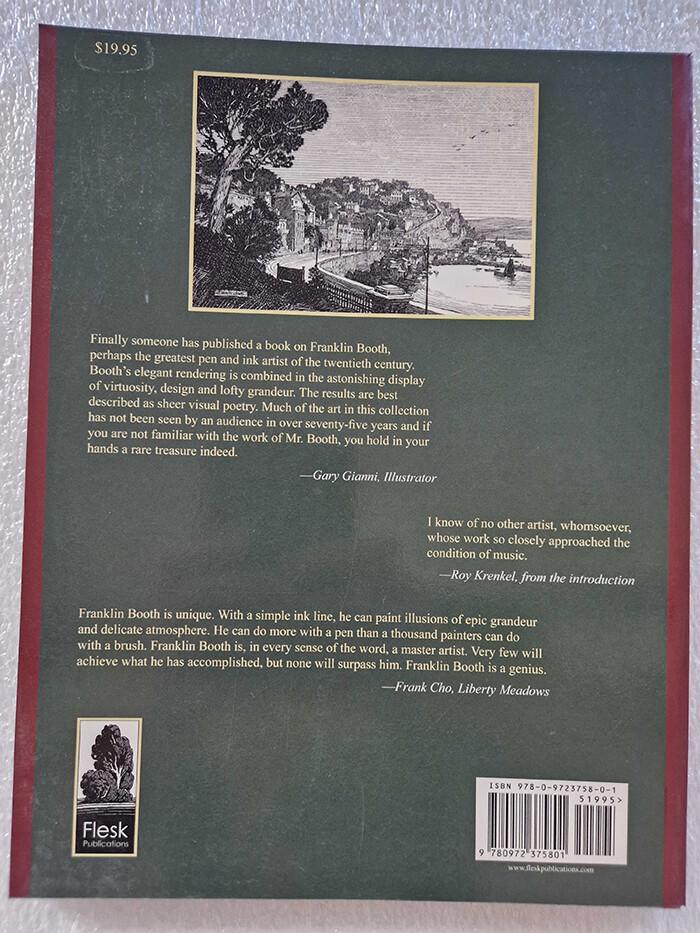 $19.95
Finally someone has published a book on Franklin Booth,
perhaps the greatest pen and ink artist of the twentieth century.
Booth's elegant rendering is combined in the astonishing display
of virtuosity, design and lofty grandeur. The results are best
described as sheer visual poetry. Much of the art in this collection
has not been seen by an audience in over seventy-five years and if
you are not familiar with the work of Mr. Booth, you hold in your
hands a rare treasure indeed.
—Gary Gianni, Illustrator
I know of no other artist, whomsoever,
whose work so closely approached the
condition of music.
—Roy Krenkel, from the introduction
Franklin Booth is unique. With a simple ink line, he can paint illusions of epic grandeur
and delicate atmosphere. He can do more with a pen than a thousand painters can do
with a brush. Franklin Booth is, in every sense of the word, a master artist. Very few will
achieve what he has accomplished, but none will surpass him. Franklin Booth is a genius.
—Frank Cho, Liberty Meadows
Flesk
Publications
ISBN 978-0-9723758-0-1
51995>
9 780972 375801
www.fleskpublications.com